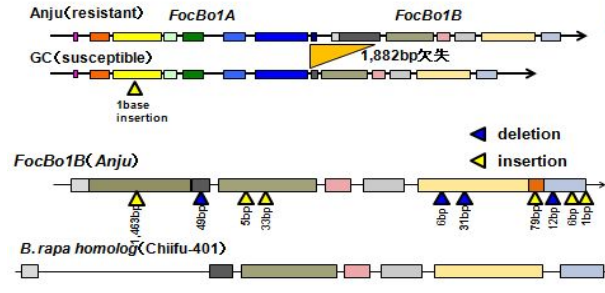 Anju(resistant) FocBo1A FocBo1B
GC(susceptible)
1,882bp欠失
1base
insertion
deletion
FocBo1B(Anju)
insertion
1,463bp 49bp 5bp 33bp 6bp 31bp 78bp 12bp 6bp 1bp
B. rapa homolog(Chiifu-401)